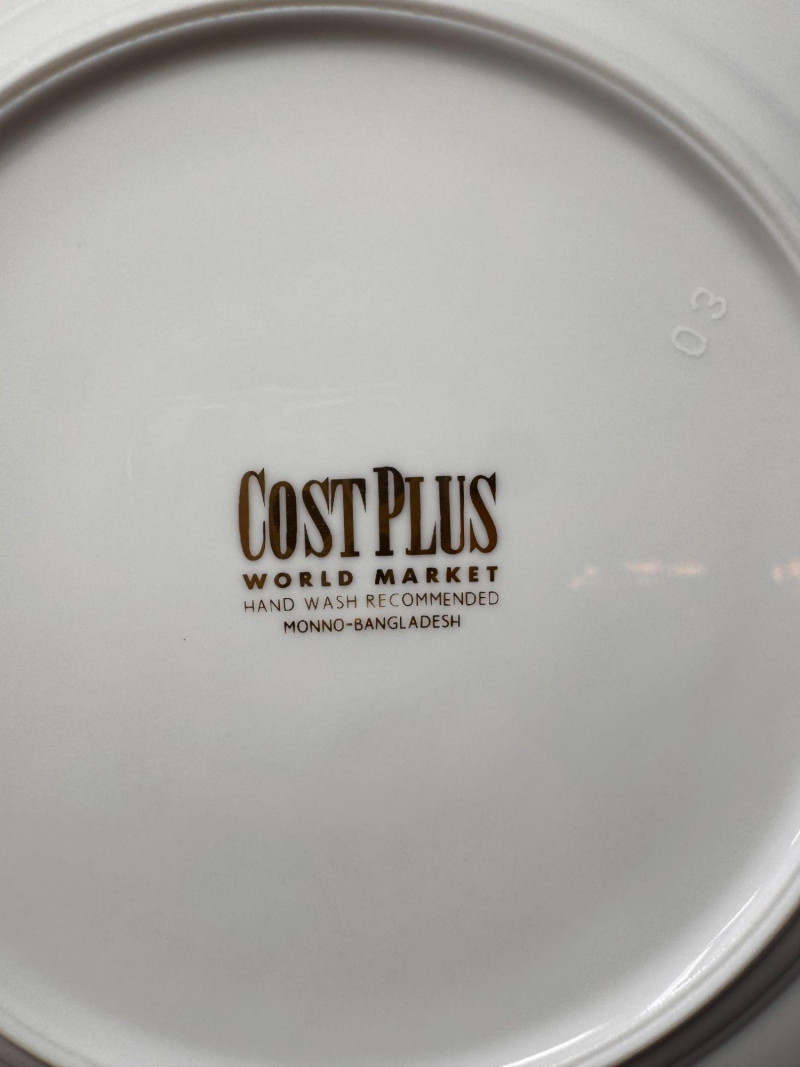 03
COST PLUS
WORLD MARKET
HAND WASH RECOMMENDED
MONNO-BANGLADESH